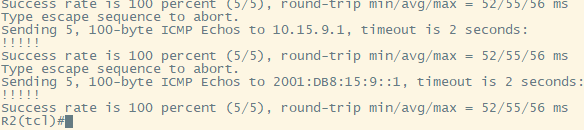 Success rate is 100 percent (5/5), round-trip min/avg/max = 52/55/56 ms
Type escape sequence to abort.
Sending 5, 100-byte ICMP Echos to 10.15.9.1, timeout is 2 seconds:
!!!!!
Success rate is 100 percent (5/5), round-trip min/avg/max = 52/55/56 ms
Type escape sequence to abort.
Sending 5, 100-byte ICMP Echos to 2001:DB8:15:9::1, timeout is 2 seconds:
!!!!!
Success rate is 100 percent (5/5), round-trip min/avg/max = 52/55/56 ms
R2(tcl)#